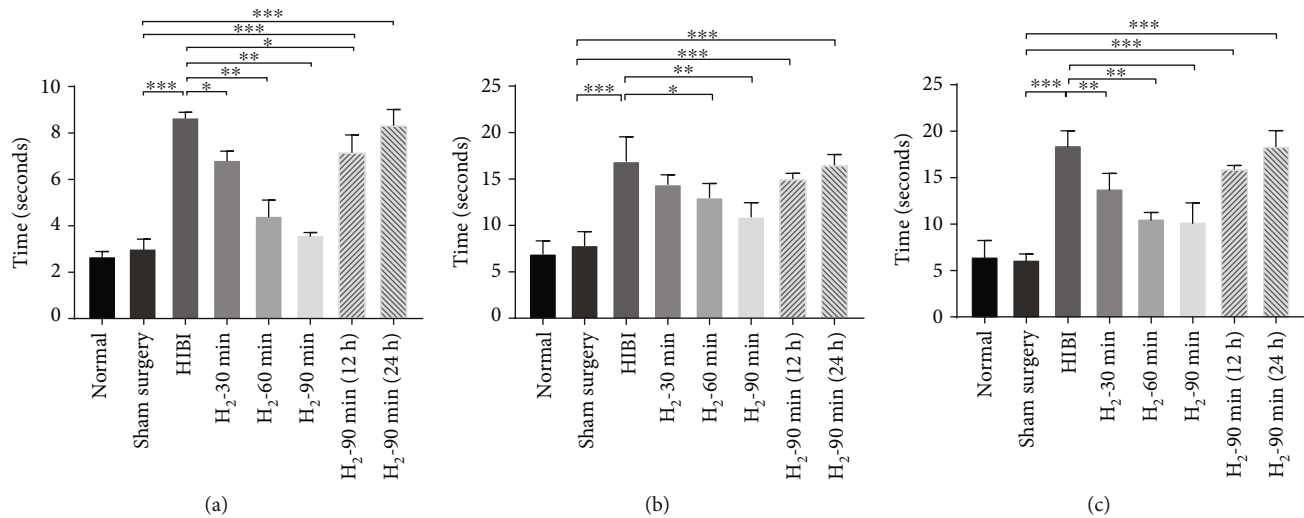 ***
***
*
**
**
***
*
Time (seconds)
10
8
6
4
2
0
Normal
Sham surgery
HIBI
H₂-30 min
H₂-60 min
H₂-90 min
H₂-90 min (12 h)
H₂-90 min (24 h)
(a)
***
***
**
***
*
Time (seconds)
25
20
15
10
5
0
Normal
Sham surgery
HIBI
H₂-30 min
H₂-60 min
H₂-90 min
H₂-90 min (12 h)
H₂-90 min (24 h)
(b)
***
***
**
***
**
Time (seconds)
25
20
15
10
5
0
Normal
Sham surgery
HIBI
H₂-30 min
H₂-60 min
H₂-90 min
H₂-90 min (12 h)
H₂-90 min (24 h)
(c)